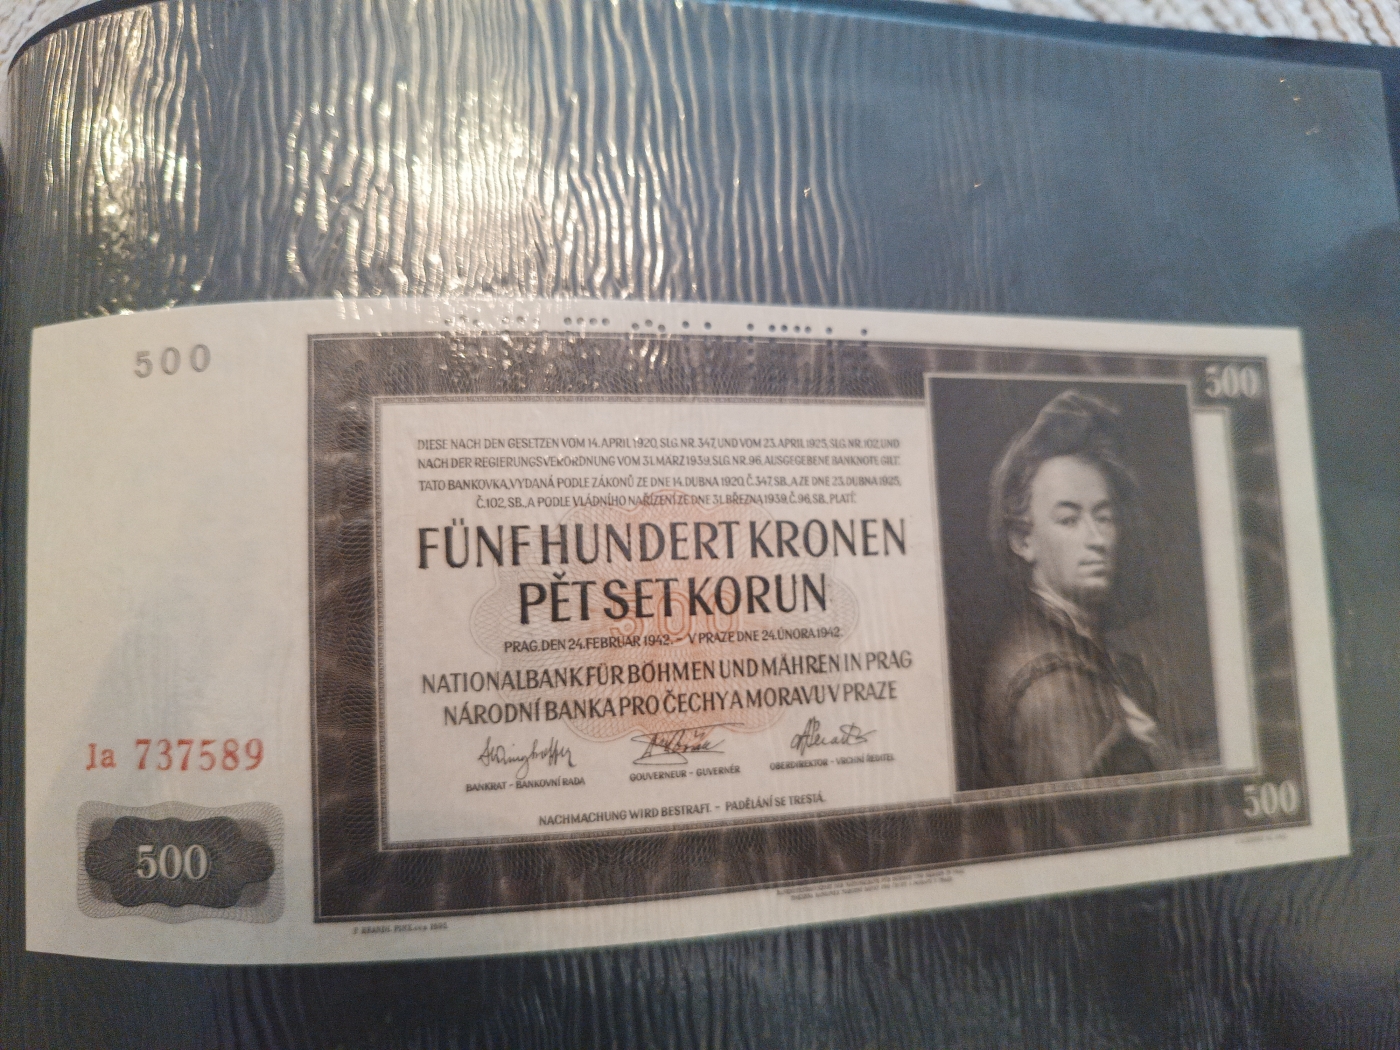 500
500
DIESE NACH DEN GESETZEN VOM 14. APRIL 1920, SLG. NR. 347, UND VOM 23. APRIL 1925, SLG. NR. 102, UND
NACH DER REGIERUNGSVERORDNUNG VOM 31. MÄRZ 1939, SLG. NR. 96, AUSGEGEBENE BANKNOTE GILT.
TATO BANKOVKA, VYDANÁ PODLE ZÁKONŮ ZE DNE 14. DUBNA 1920, Č. 347, SB., A ZE DNE 23. DUBNA 1925,
Č. 102, SB., A PODLE VLÁDNÍHO NAŘÍZENÍ ZE DNE 31. BŘEZNA 1939, Č. 96, SB., PLATÍ.
FÜNF HUNDERT KRONEN
PĚT SET KORUN
500
PRAG, DEN 24. FEBRUAR 1942. – V PRAZE DNE 24. ÚNORA 1942.
NATIONALBANK FÜR BÖHMEN UND MÄHREN IN PRAG
NÁRODNÍ BANKA PRO ČECHY A MORAVU V PRAZE
BANKRAT – BANKOVNÍ RADA
GOUVERNEUR – GUVERNÉR
OBERDIREKTOR – VRCHNÍ ŘEDITEL
NACHMACHUNG WIRD BESTRAFT. – PADĚLÁNÍ SE TRESTÁ.
Ja 737589
500
500